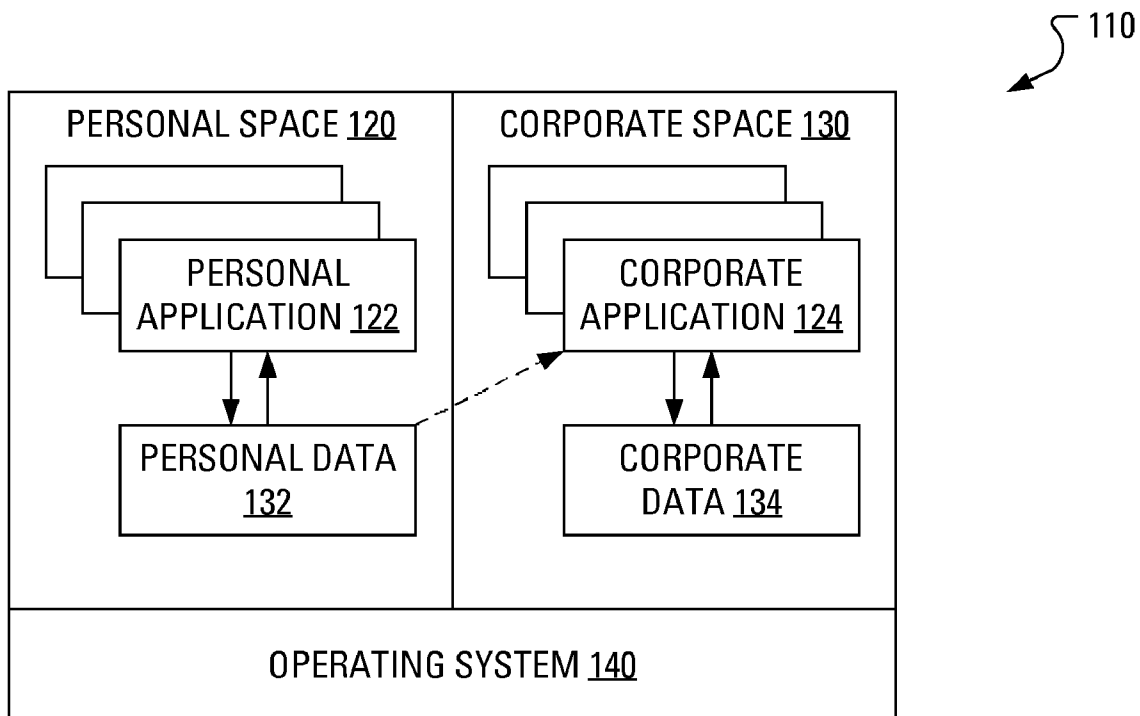 110
PERSONAL SPACE 120
CORPORATE SPACE 130
PERSONAL
APPLICATION 122
CORPORATE
APPLICATION 124
PERSONAL DATA
132
CORPORATE
DATA 134
OPERATING SYSTEM 140